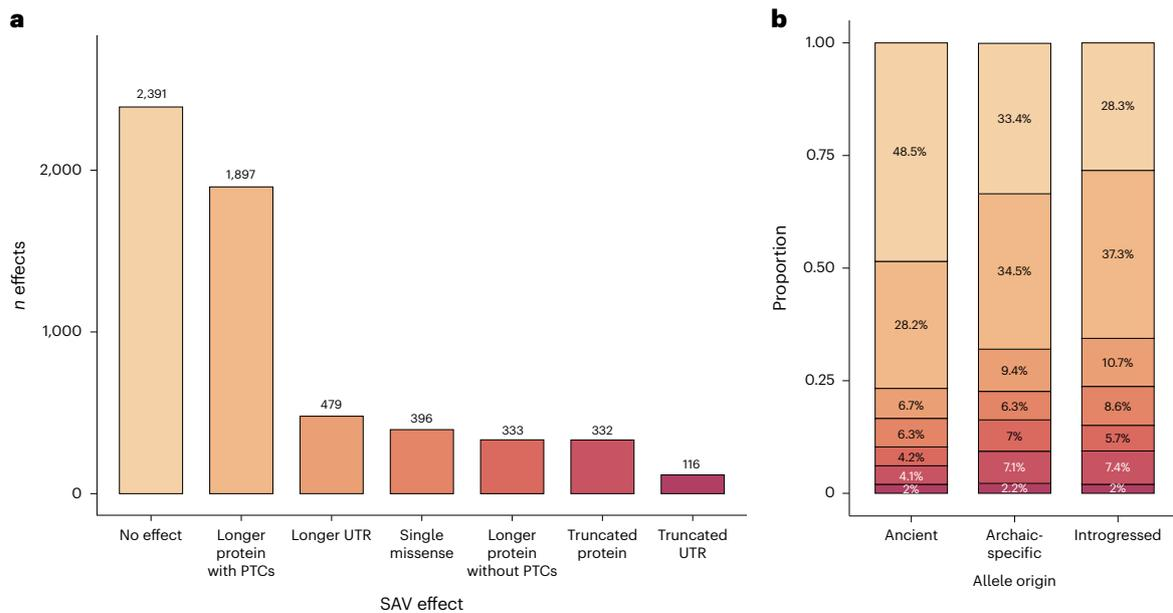 a
2,391
1,897
479
396
333
332
116
2,000
1,000
0
n effects
No effect
Longer
protein
with PTCs
Longer UTR
Single
missense
Longer
protein
without PTCs
Truncated
protein
Truncated
UTR
SAV effect
b
1.00
0.75
0.50
0.25
0
Proportion
48.5%
28.2%
6.7%
6.3%
4.2%
4.1%
2%
33.4%
34.5%
9.4%
6.3%
7%
7.1%
2.2%
28.3%
37.3%
10.7%
8.6%
5.7%
7.4%
2%
Ancient
Archaic-
specific
Introgressed
Allele origin